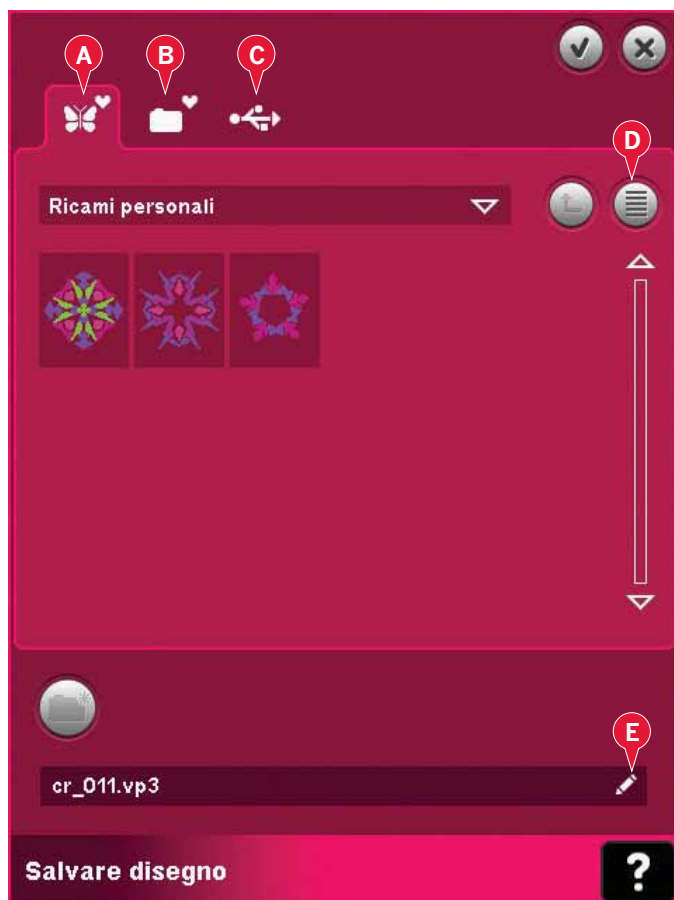 A B C
D
Ricami personali
E
cr_011.vp3
Salvare disegno ?